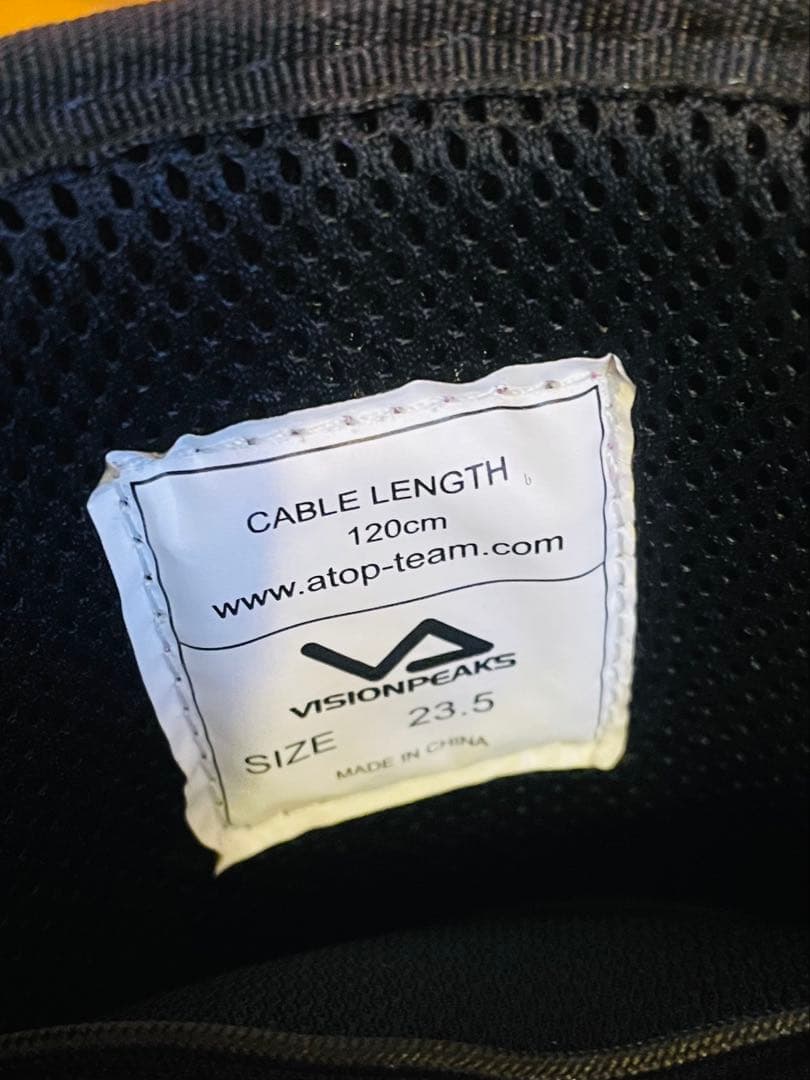 CABLE LENGTH
120cm
www.atop-team.com
VISIONPEAKS
SIZE 23.5
MADE IN CHINA